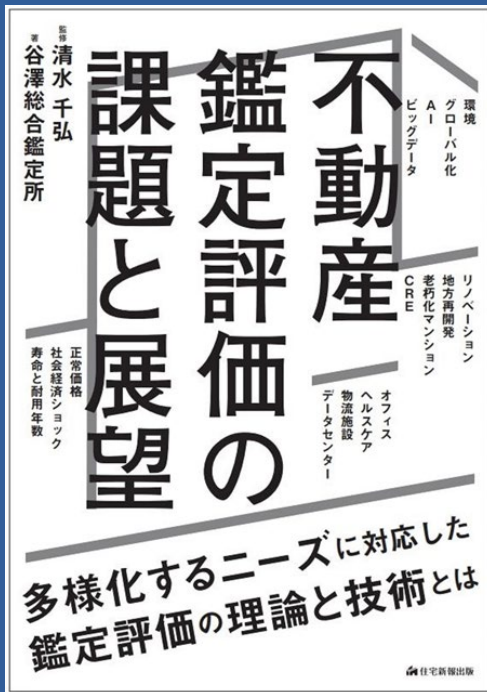 不動産
鑑定評価の
課題と展望
監修 清水 千弘
著 谷澤総合鑑定所
環境
グローバル化
AI
ビッグデータ
リノベーション
地方再開発
老朽化マンション
CRE
オフィス
ヘルスケア
物流施設
データセンター
正常価格
社会経済ショック
寿命と耐用年数
多様化するニーズに対応した
鑑定評価の理論と技術とは
住宅新報出版